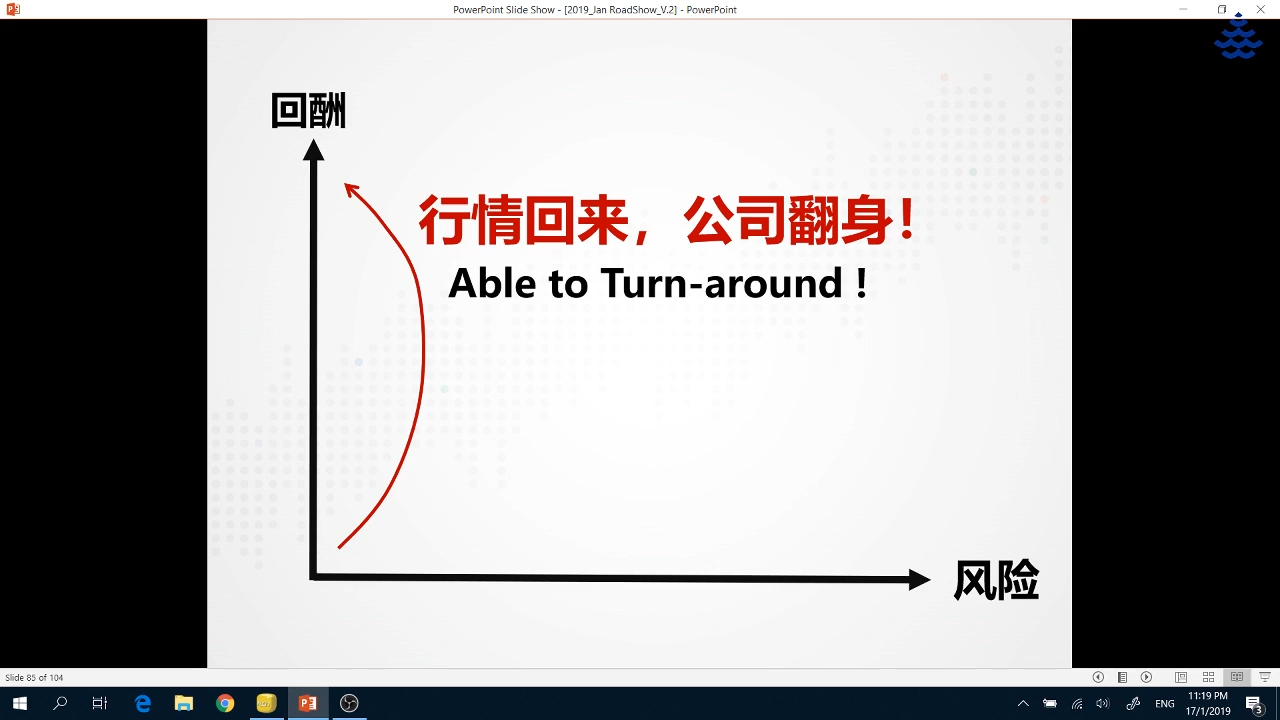 PowerPoint Slide Show - [2019_Jan RoadShow_V.2] - PowerPoint
回酬
行情回来，公司翻身！
Able to Turn-around !
风险
Slide 85 of 104
11:19 PM
ENG
17/1/2019
3